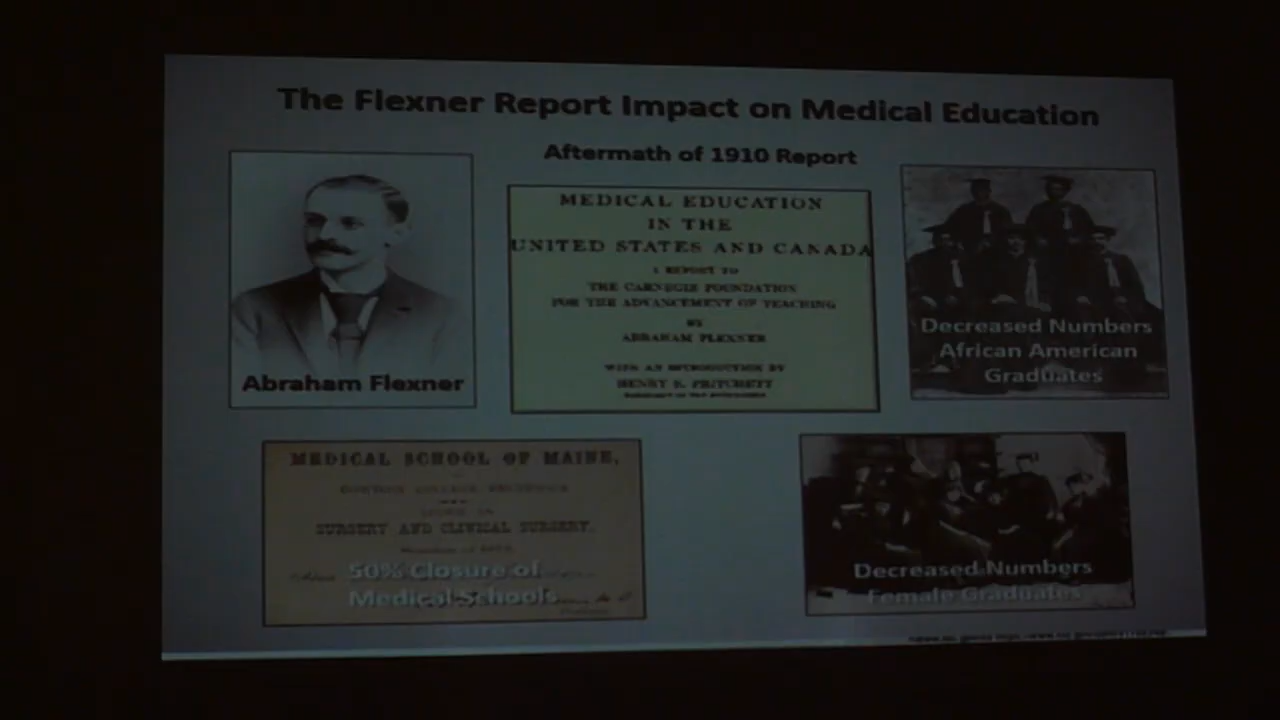 The Flexner Report Impact on Medical Education
Aftermath of 1910 Report
Abraham Flexner
MEDICAL EDUCATION
IN THE
UNITED STATES AND CANADA
A REPORT TO
THE CARNEGIE FOUNDATION
FOR THE ADVANCEMENT OF TEACHING
BY
ABRAHAM FLEXNER
WITH AN INTRODUCTION BY
HENRY S. PRITCHETT
Decreased Numbers
African American
Graduates
MEDICAL SCHOOL OF MAINE,
SURGERY AND CLINICAL SURGERY,
50% Closure of
Medical Schools
Decreased Numbers
Female Graduates